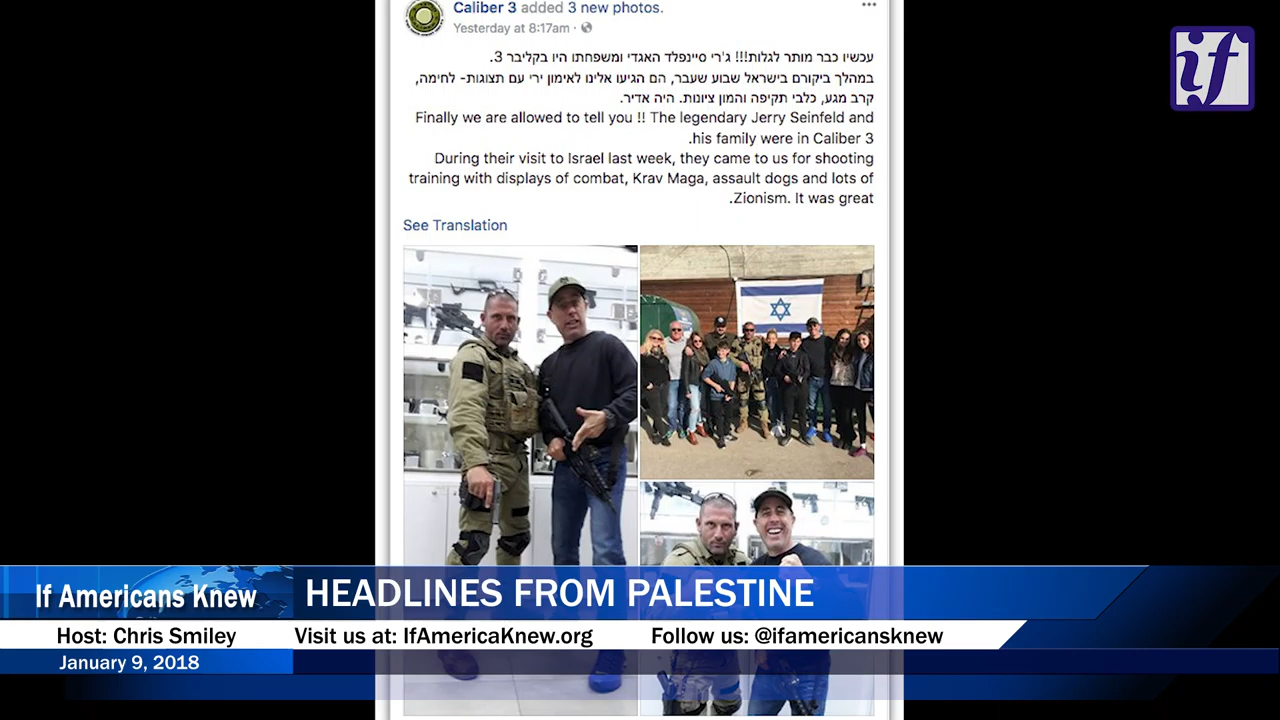 Caliber 3 added 3 new photos.
Yesterday at 8:17am ·
עכשיו כבר מותר לגלות!!! ג'רי סיינפלד האגדי ומשפחתו היו בקליבר 3.
במהלך ביקורם בישראל שבוע שעבר, הם הגיעו אלינו לאימון ירי עם תצוגות- לחימה,
קרב מגע, כלבי תקיפה והמון ציונות. היה אדיר.
Finally we are allowed to tell you !! The legendary Jerry Seinfeld and
.his family were in Caliber 3
During their visit to Israel last week, they came to us for shooting
training with displays of combat, Krav Maga, assault dogs and lots of
.Zionism. It was great
See Translation
if
If Americans Knew
HEADLINES FROM PALESTINE
Host: Chris Smiley
Visit us at: IfAmericaKnew.org
Follow us: @ifamericansknew
January 9, 2018